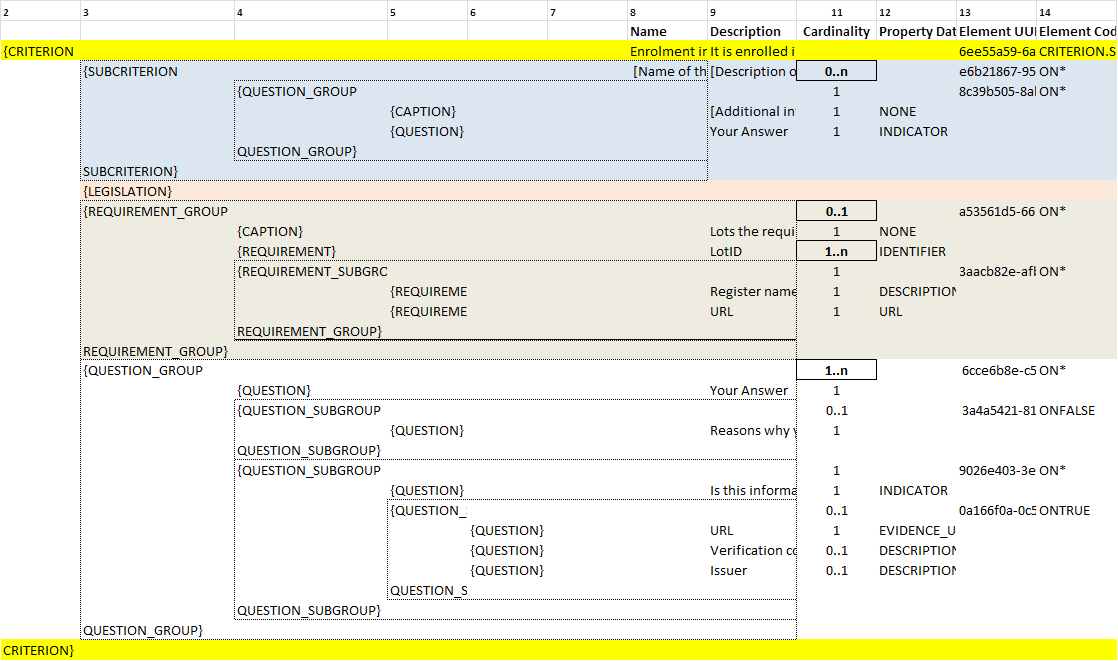 2 3 4 5 6 7 8 9 11 12 13 14
Name Description Cardinality Property Dat Element UUI Element Cod
{CRITERION Enrolment in It is enrolled i 6ee55a59-6a CRITERION.S
{SUBCRITERION [Name of th [Description o 0..n e6b21867-95 ON*
{QUESTION_GROUP 1 8c39b505-8al ON*
{CAPTION} [Additional in 1 NONE
{QUESTION} Your Answer 1 INDICATOR
QUESTION_GROUP}
SUBCRITERION}
{LEGISLATION}
{REQUIREMENT_GROUP 0..1 a53561d5-66 ON*
{CAPTION} Lots the requi 1 NONE
{REQUIREMENT} LotID 1..n IDENTIFIER
{REQUIREMENT_SUBGRC 1 3aacb82e-afl ON*
{REQUIREME Register name 1 DESCRIPTION
{REQUIREME URL 1 URL
REQUIREMENT_GROUP}
REQUIREMENT_GROUP}
{QUESTION_GROUP 1..n 6cce6b8e-c5 ON*
{QUESTION} Your Answer 1
{QUESTION_SUBGROUP 0..1 3a4a5421-81 ONFALSE
{QUESTION} Reasons why y 1
QUESTION_SUBGROUP}
{QUESTION_SUBGROUP 1 9026e403-3e ON*
{QUESTION} Is this informa 1 INDICATOR
{QUESTION_ 0..1 0a166f0a-0c5 ONTRUE
{QUESTION} URL 1 EVIDENCE_U
{QUESTION} Verification co 0..1 DESCRIPTION
{QUESTION} Issuer 0..1 DESCRIPTION
QUESTION_S
QUESTION_SUBGROUP}
QUESTION_GROUP}
CRITERION}